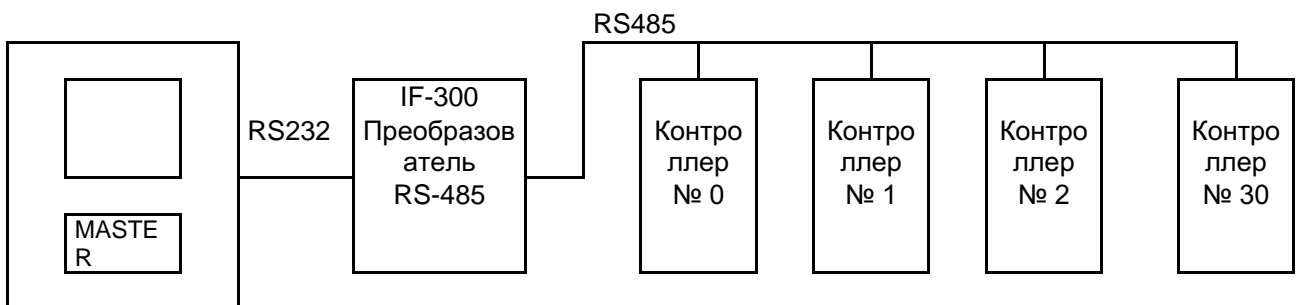 RS485
MASTE
R
RS232
IF-300
Преобразов
атель
RS-485
Контро
ллер
№ 0
Контро
ллер
№ 1
Контро
ллер
№ 2
Контро
ллер
№ 30